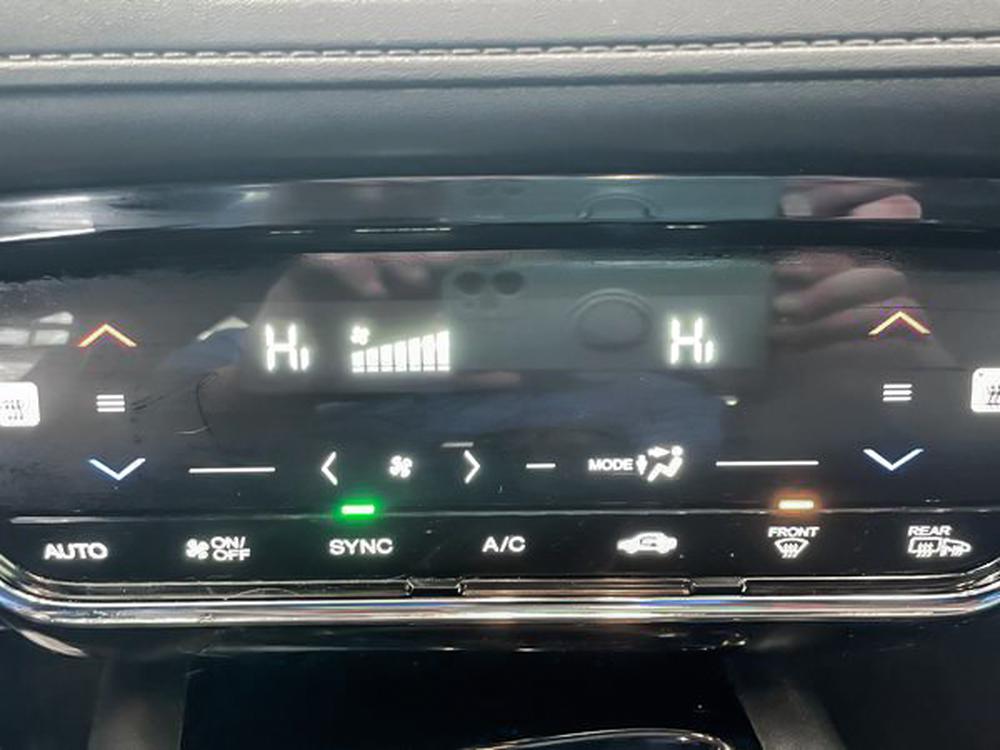 Hi Hi
MODE
AUTO ON/ SYNC A/C FRONT REAR
OFF